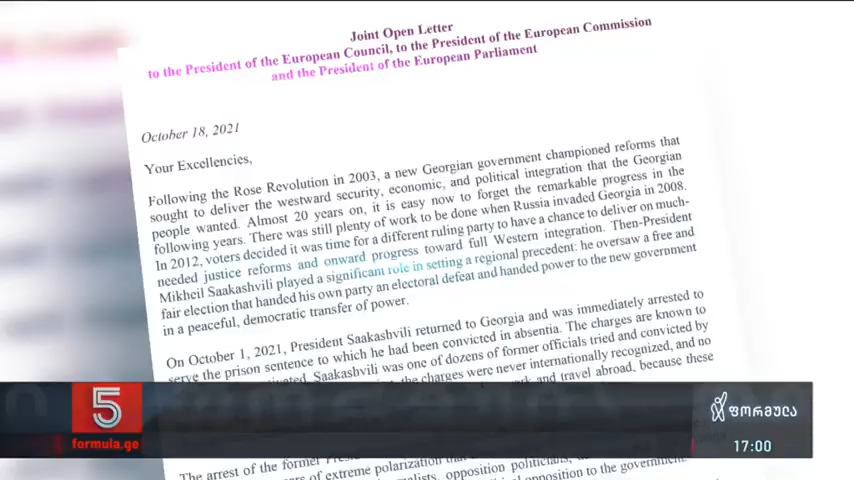 Joint Open Letter
to the President of the European Council, to the President of the European Commission
and the President of the European Parliament
October 18, 2021
Your Excellencies,
Following the Rose Revolution in 2003, a new Georgian government championed reforms that
sought to deliver the westward security, economic, and political integration that the Georgian
people wanted. Almost 20 years on, it is easy now to forget the remarkable progress in the
following years. There was still plenty of work to be done when Russia invaded Georgia in 2008.
In 2012, voters decided it was time for a different ruling party to have a chance to deliver on much-
needed justice reforms and onward progress toward full Western integration. Then-President
Mikheil Saakashvili played a significant role in setting a regional precedent: he oversaw a free and
fair election that handed his own party an electoral defeat and handed power to the new government
in a peaceful, democratic transfer of power.
On October 1, 2021, President Saakashvili returned to Georgia and was immediately arrested to
serve the prison sentence to which he had been convicted in absentia. The charges are known to
Saakashvili was one of dozens of former officials tried and convicted by
the charges were never internationally recognized, and no
and travel abroad, because these
5
formula.ge
ფორმულა
17:00
The arrest of the former
of extreme polarization
opposition politicians,
opposition to the government.